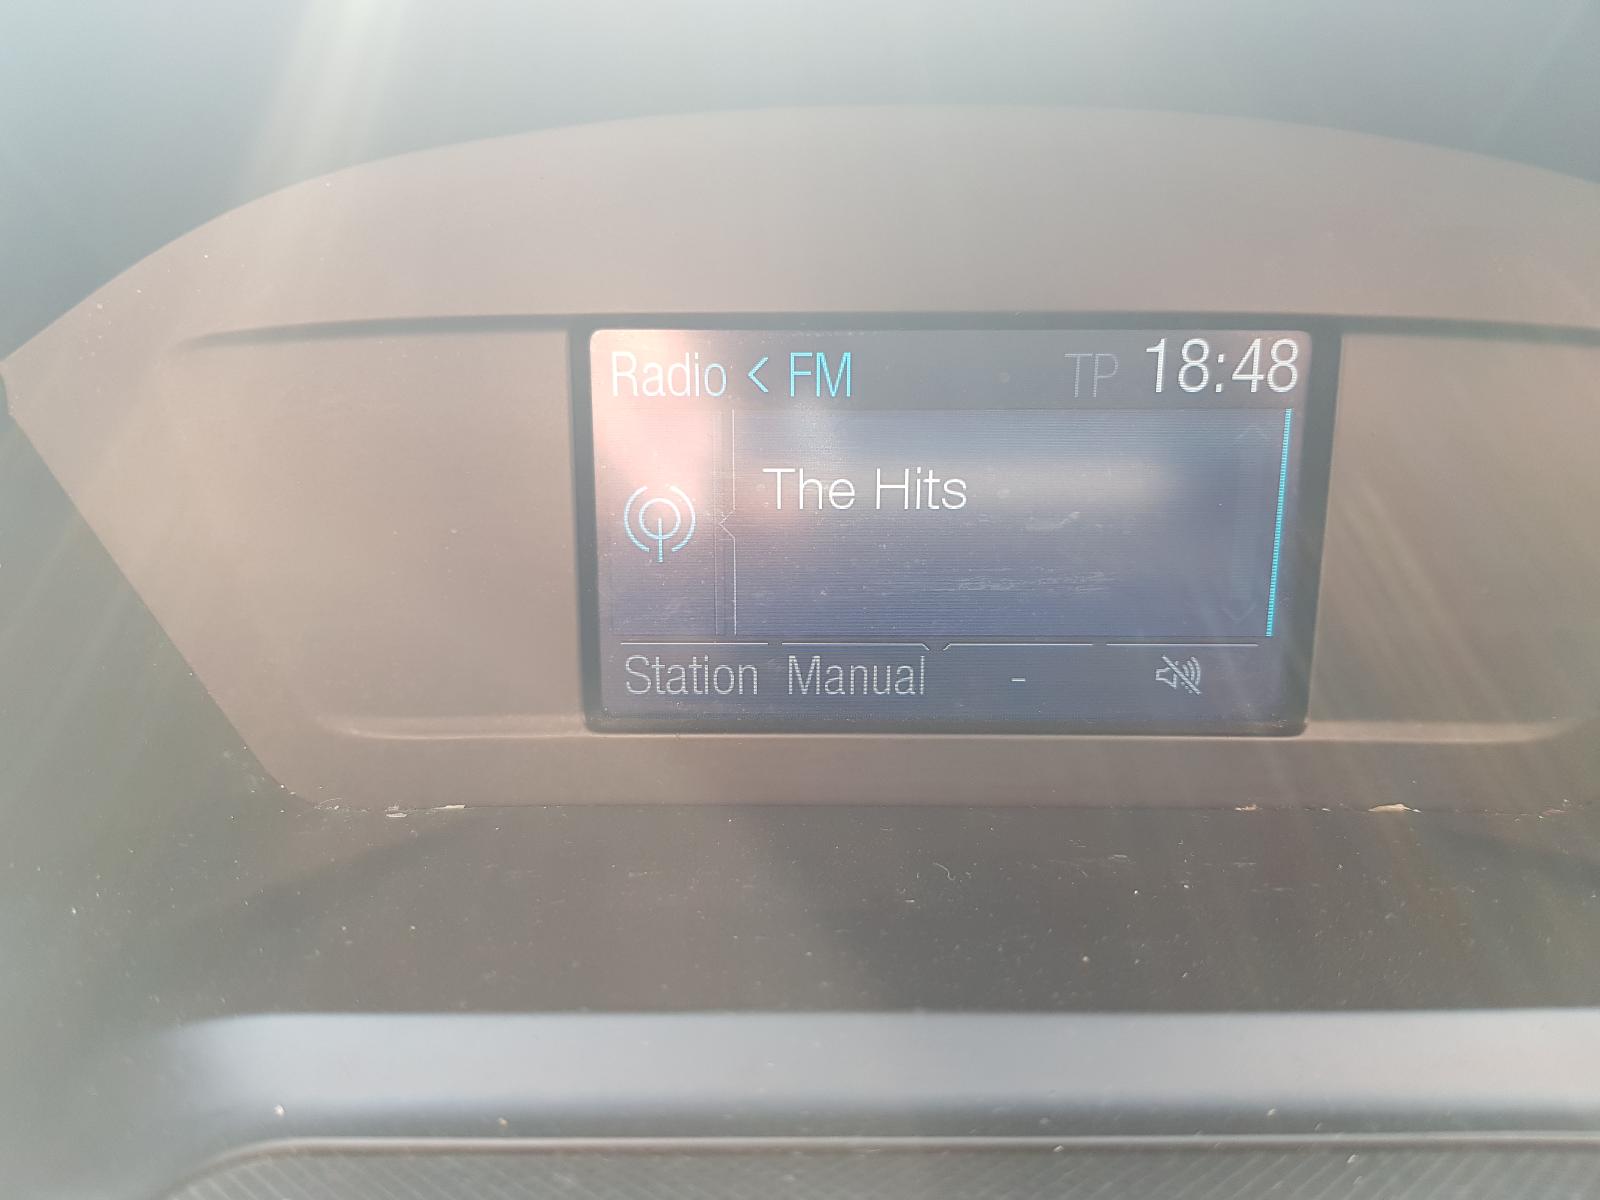 Radio < FM TP 18:48
The Hits
Station Manual -